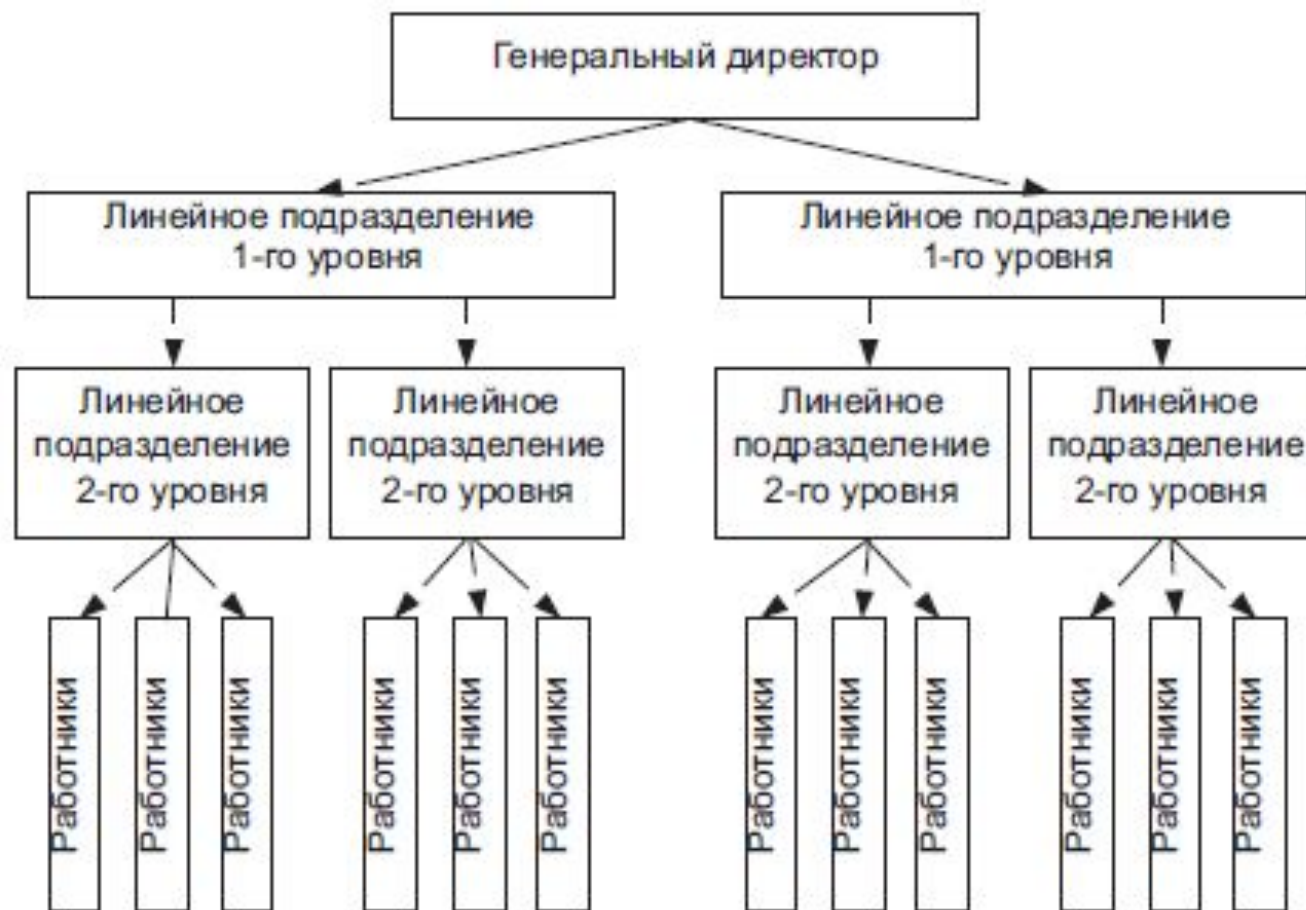 Генеральный директор
Линейное подразделение
1-го уровня
Линейное подразделение
1-го уровня
Линейное
подразделение
2-го уровня
Линейное
подразделение
2-го уровня
Линейное
подразделение
2-го уровня
Линейное
подразделение
2-го уровня
Работники
Работники
Работники
Работники
Работники
Работники
Работники
Работники
Работники
Работники
Работники
Работники